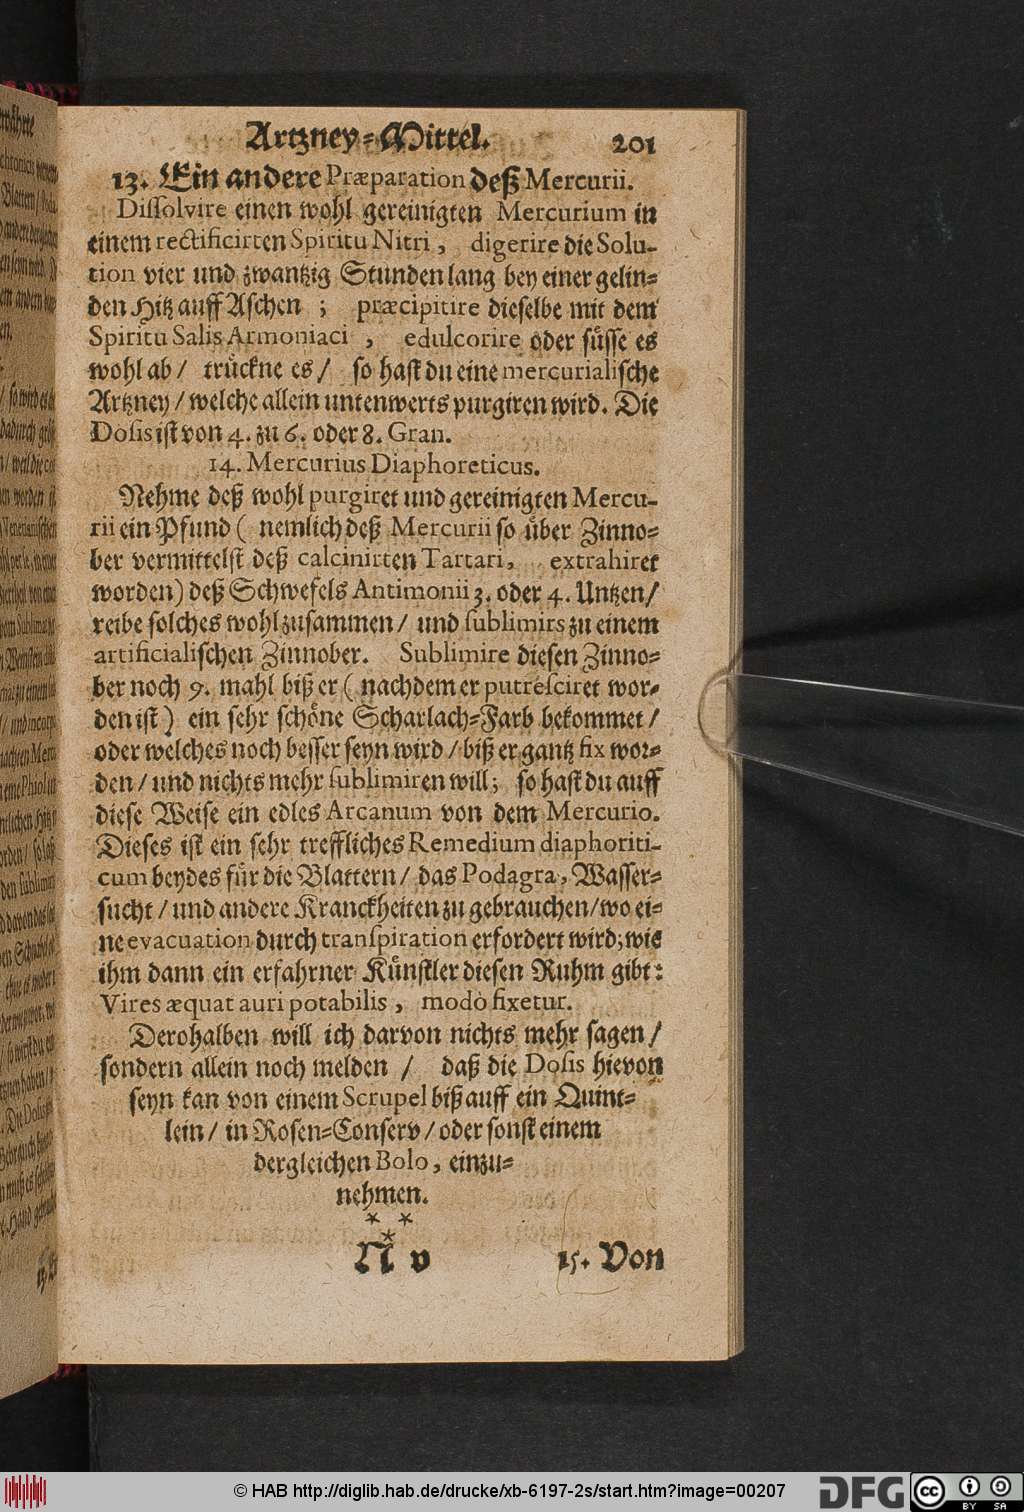 Artzney-Mittel. 201
13. Ein andere Præparation deß Mercurii.
Dissolvire einen wohl gereinigten Mercurium in
einem rectificirten Spiritu Nitri, digerire die Solu-
tion vier und zwantzig Stunden lang bey einer gelin-
den Hitz auff Aschen ; præcipitire dieselbe mit dem
Spiritu Salis Armoniaci , edulcorire oder süsse es
wohl ab / trückne es / so hast du eine mercurialische
Artzney / welche allein untenwerts purgiren wird. Die
Dosis ist von 4. zu 6. oder 8. Gran.
14. Mercurius Diaphoreticus.
Nehme deß wohl purgiret und gereinigten Mercu-
rii ein Pfund ( nemlich deß Mercurii so über Zinno-
ber vermittelst deß calcinirten Tartari, extrahiret
worden) deß Schwefels Antimonii 3. oder 4. Untzen/
reibe solches wohl zusammen / und sublimirs zu einem
artificialischen Zinnober. Sublimire diesen Zinno-
ber noch 9. mahl biß er ( nachdem er putresciret wor-
den ist ) ein sehr schöne Scharlach-Farb bekommet /
oder welches noch besser seyn wird / biß er gantz fix wor-
den / und nichts mehr sublimiren will; so hast du auff
diese Weise ein edles Arcanum von dem Mercurio.
Dieses ist ein sehr treffliches Remedium diaphoriti-
cum beydes für die Blattern / das Podagra, Wasser-
sucht / und andere Kranckheiten zu gebrauchen/wo ei-
ne evacuation durch transpiration erfordert wird; wie
ihm dann ein erfahrner Künstler diesen Ruhm gibt:
Vires æquat auri potabilis , modò fixetur.
Derohalben will ich darvon nichts mehr sagen /
sondern allein noch melden / daß die Dosis hievon
seyn kan von einem Scrupel biß auff ein Quint-
lein / in Rosen-Conserv / oder sonst einem
dergleichen Bolo, einzu-
nehmen.
* * *
N v 15. Von
© HAB http://diglib.hab.de/drucke/xb-6197-2s/start.htm?image=00207
DFG
cc BY SA